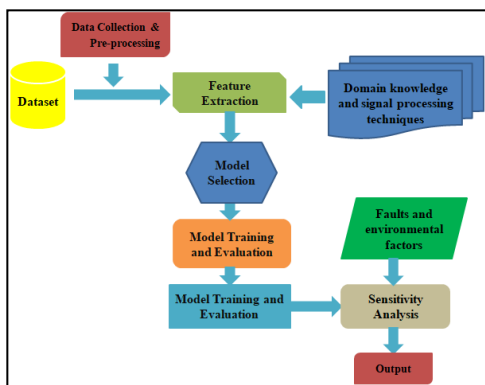 Data Collection &
Pre-processing
Dataset
Feature
Extraction
Domain knowledge
and signal processing
techniques
Model
Selection
Model Training
and Evaluation
Faults and
environmental
factors
Model Training and
Evaluation
Sensitivity
Analysis
Output